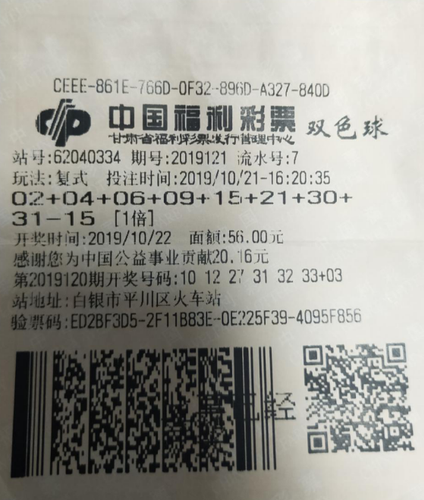 CEEE-861E-766D-0F32-896D-A327-840D
中国福利彩票 双色球
甘肃省福利彩票发行管理中心
站号:62040334 期号:2019121 流水号:7
玩法:复式 投注时间:2019/10/21-16:20:35
02+04+06+09+15+21+30+
31-15 [1倍]
开奖时间:2019/10/22 面额:56.00元
感谢您为中国公益事业贡献20.16元
第2019120期开奖号码:10 12 27 31 32 33+03
站地址:白银市平川区火车站
验票码:ED2BF3D5-2F11B83E-0E225F39-4095F856